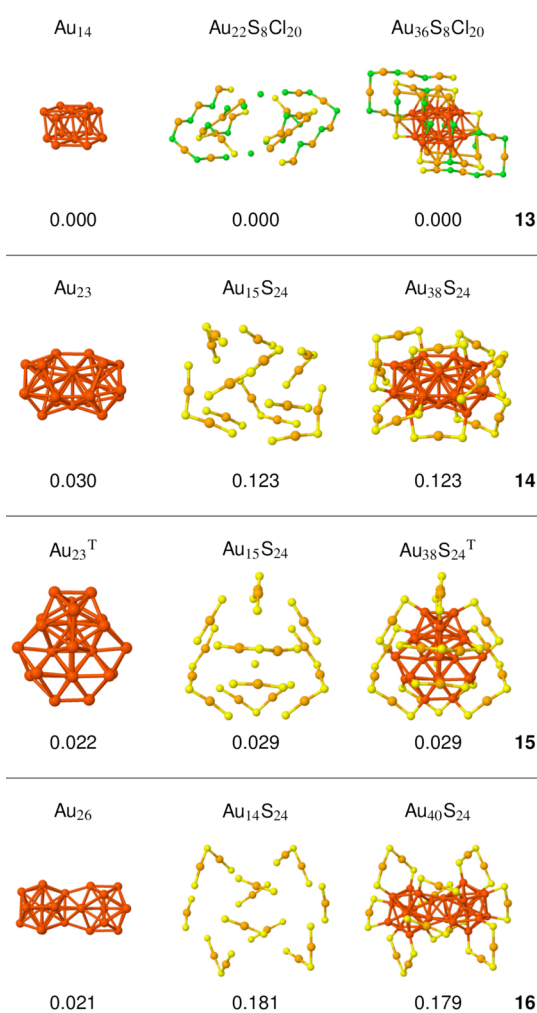 Au₁₄ Au₂₂S₈Cl₂₀ Au₃₆S₈Cl₂₀
0.000 0.000 0.000 13
Au₂₃ Au₁₅S₂₄ Au₃₈S₂₄
0.030 0.123 0.123 14
Au₂₃ᵀ Au₁₅S₂₄ Au₃₈S₂₄ᵀ
0.022 0.029 0.029 15
Au₂₆ Au₁₄S₂₄ Au₄₀S₂₄
0.021 0.181 0.179 16